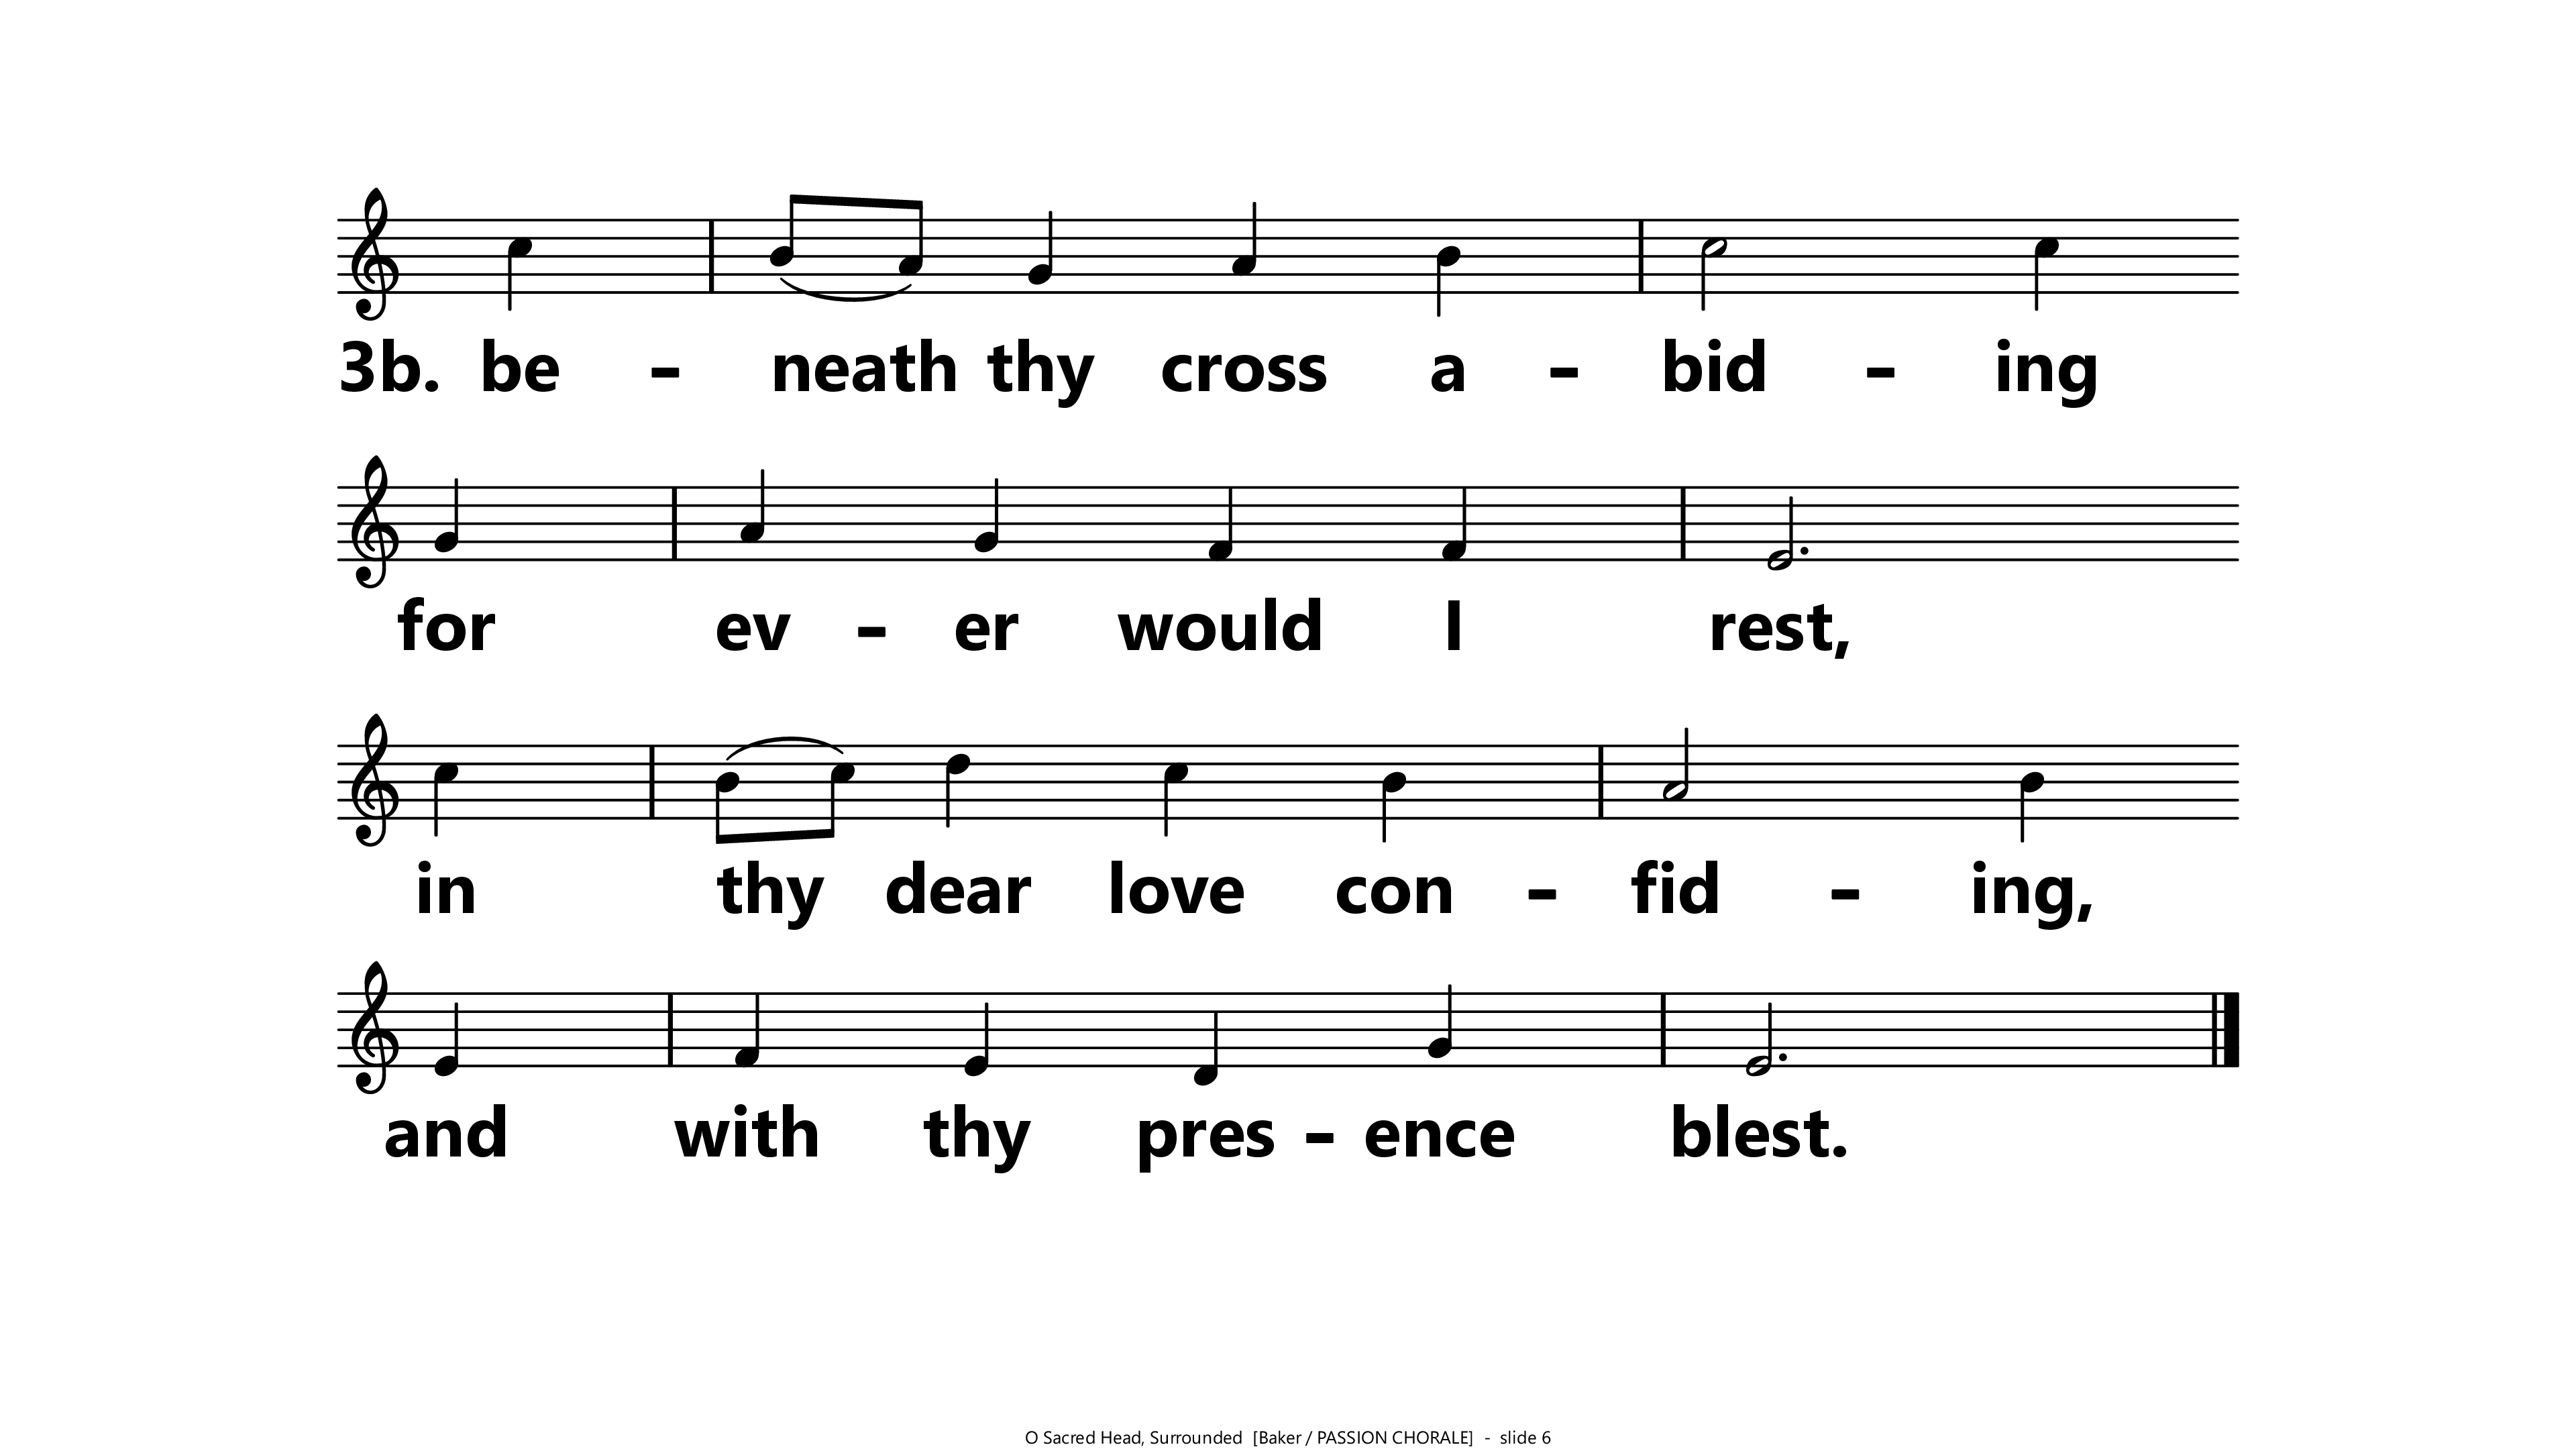 3b. be - neath thy cross a - bid - ing
for ev - er would I rest,
in thy dear love con - fid - ing,
and with thy pres - ence blest.
O Sacred Head, Surrounded [Baker / PASSION CHORALE] - slide 6